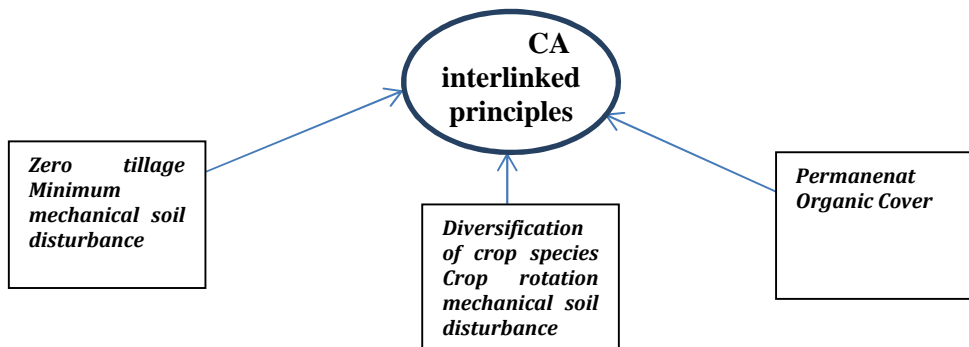 CA
interlinked
principles
Zero tillage
Minimum
mechanical soil
disturbance
Diversification
of crop species
Crop rotation
mechanical soil
disturbance
Permanenat
Organic Cover